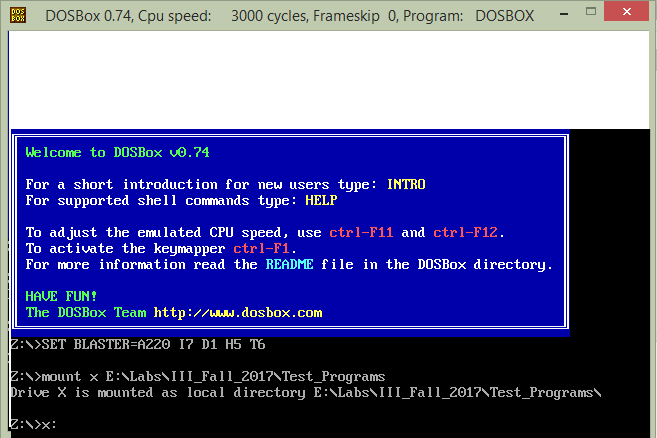 DOS BOX
DOSBox 0.74, Cpu speed: 3000 cycles, Frameskip 0, Program: DOSBOX
Welcome to DOSBox v0.74
For a short introduction for new users type: INTRO
For supported shell commands type: HELP
To adjust the emulated CPU speed, use ctrl-F11 and ctrl-F12.
To activate the keymapper ctrl-F1.
For more information read the README file in the DOSBox directory.
HAVE FUN!
The DOSBox Team http://www.dosbox.com
Z:\>SET BLASTER=A220 I7 D1 H5 T6
Z:\>mount x E:\Labs\III_Fall_2017\Test_Programs
Drive X is mounted as local directory E:\Labs\III_Fall_2017\Test_Programs\
Z:\>x: